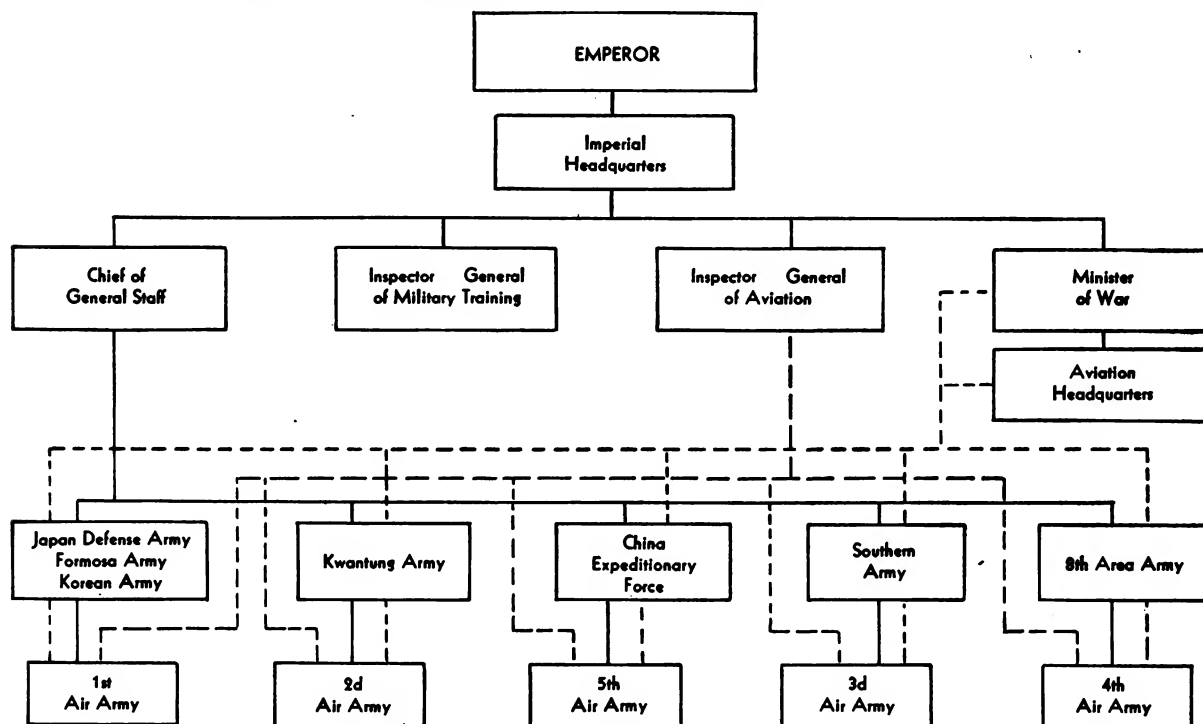 EMPEROR
Imperial
Headquarters
Chief of
General Staff
Inspector General
of Military Training
Inspector General
of Aviation
Minister
of War
Aviation
Headquarters
Japan Defense Army
Formosa Army
Korean Army
Kwantung Army
China
Expeditionary
Force
Southern
Army
8th Area Army
1st
Air Army
2d
Air Army
5th
Air Army
3d
Air Army
4th
Air Army